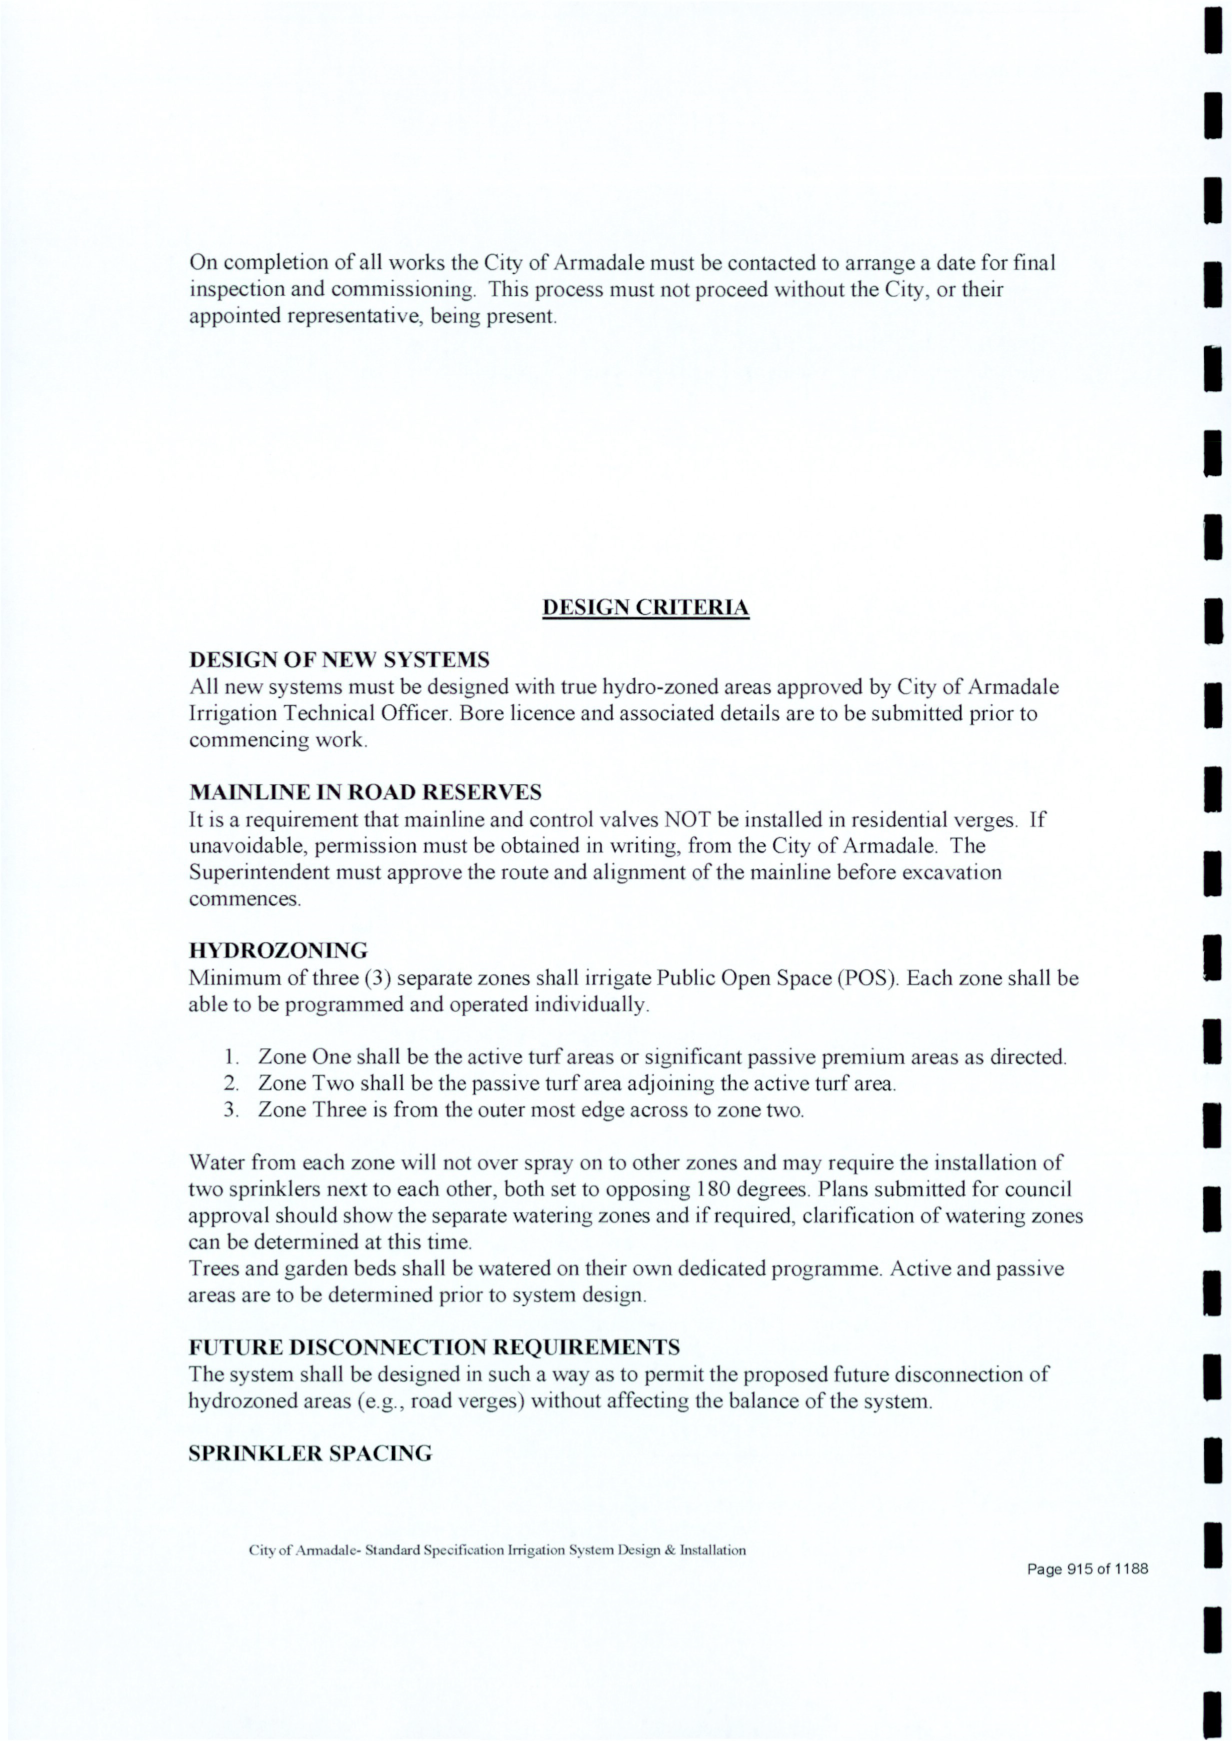 On completion of all works the City of Armadale must be contacted to arrange a date for final
inspection and commissioning. This process must not proceed without the City, or their
appointed representative, being present.
DESIGN CRITERIA
DESIGN OF NEW SYSTEMS
All new systems must be designed with true hydro-zoned areas approved by City of Armadale
Irrigation Technical Officer. Bore licence and associated details are to be submitted prior to
commencing work.
MAINLINE IN ROAD RESERVES
It is a requirement that mainline and control valves NOT be installed in residential verges. If
unavoidable, permission must be obtained in writing, from the City of Armadale. The
Superintendent must approve the route and alignment of the mainline before excavation
commences.
HYDROZONING
Minimum of three (3) separate zones shall irrigate Public Open Space (POS). Each zone shall be
able to be programmed and operated individually.
1. Zone One shall be the active turf areas or significant passive premium areas as directed.
2. Zone Two shall be the passive turf area adjoining the active turf area.
3. Zone Three is from the outer most edge across to zone two.
Water from each zone will not over spray on to other zones and may require the installation of
two sprinklers next to each other, both set to opposing 180 degrees. Plans submitted for council
approval should show the separate watering zones and if required, clarification of watering zones
can be determined at this time.
Trees and garden beds shall be watered on their own dedicated programme. Active and passive
areas are to be determined prior to system design.
FUTURE DISCONNECTION REQUIREMENTS
The system shall be designed in such a way as to permit the proposed future disconnection of
hydrozoned areas (e.g., road verges) without affecting the balance of the system.
SPRINKLER SPACING
City of Armadale- Standard Specification Irrigation System Design & Installation
Page 915 of 1188